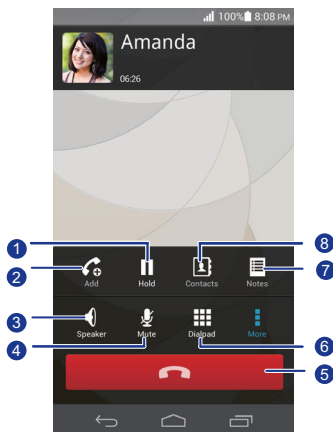 100% 8:08 PM
Amanda
06:26
1
8
2
Add
Hold
Contacts
Notes
7
3
Speaker
Mute
Dialpad
More
4
6
5